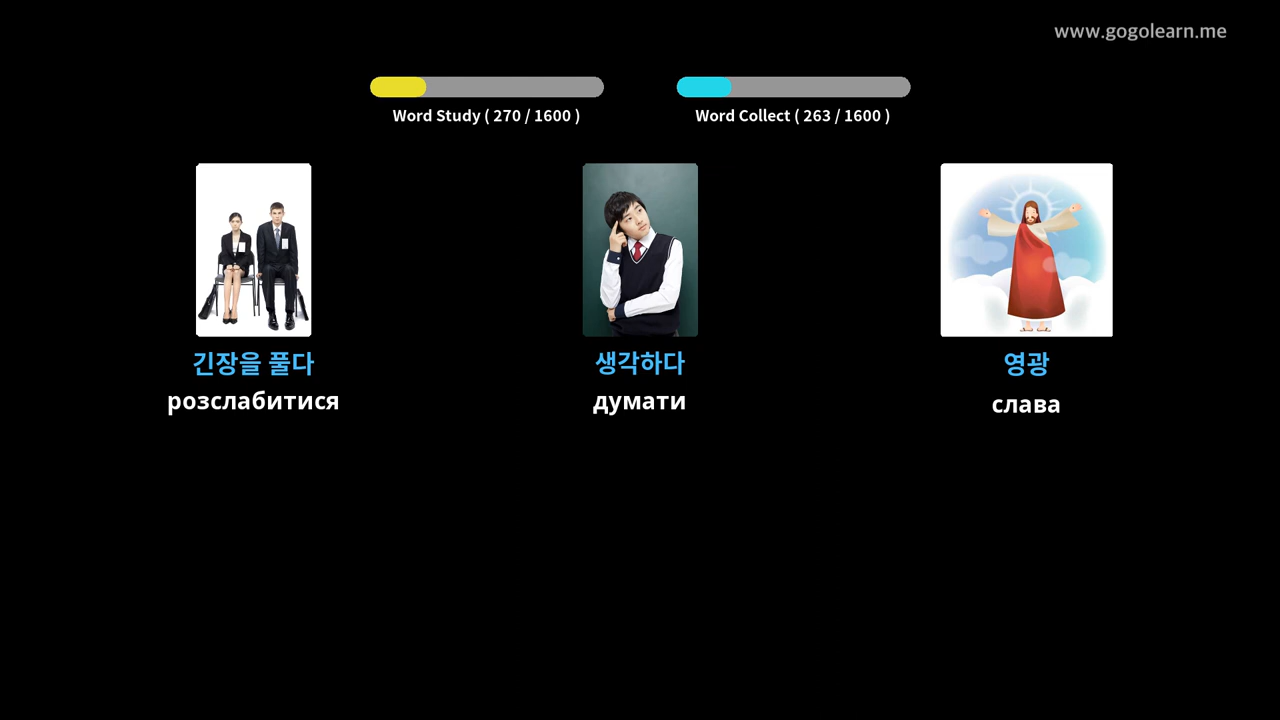 www.gogolearn.me
Word Study ( 270 / 1600 )
Word Collect ( 263 / 1600 )
긴장을 풀다
розслабитися
생각하다
думати
영광
слава